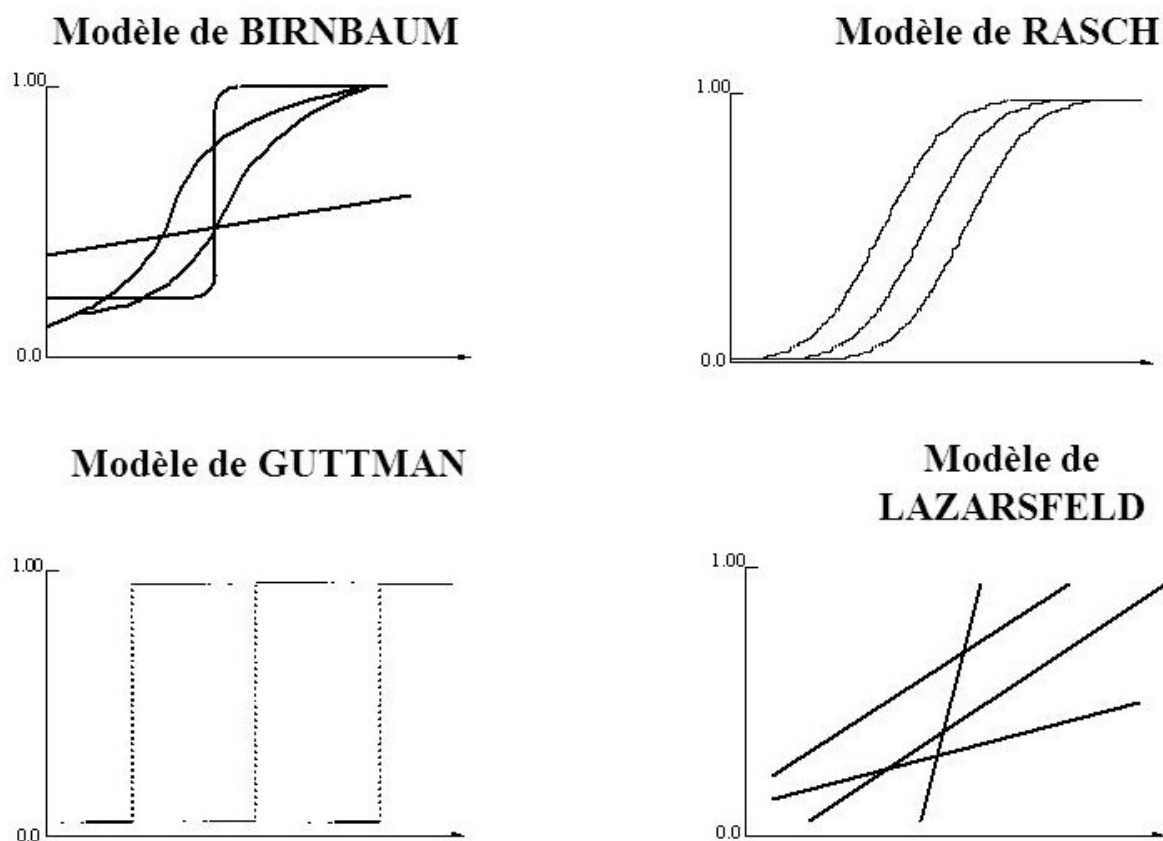 Modèle de BIRNBAUM
1.00
0.0
Modèle de RASCH
1.00
0.0
Modèle de GUTTMAN
1.00
0.0
Modèle de
LAZARSFELD
1.00
0.0